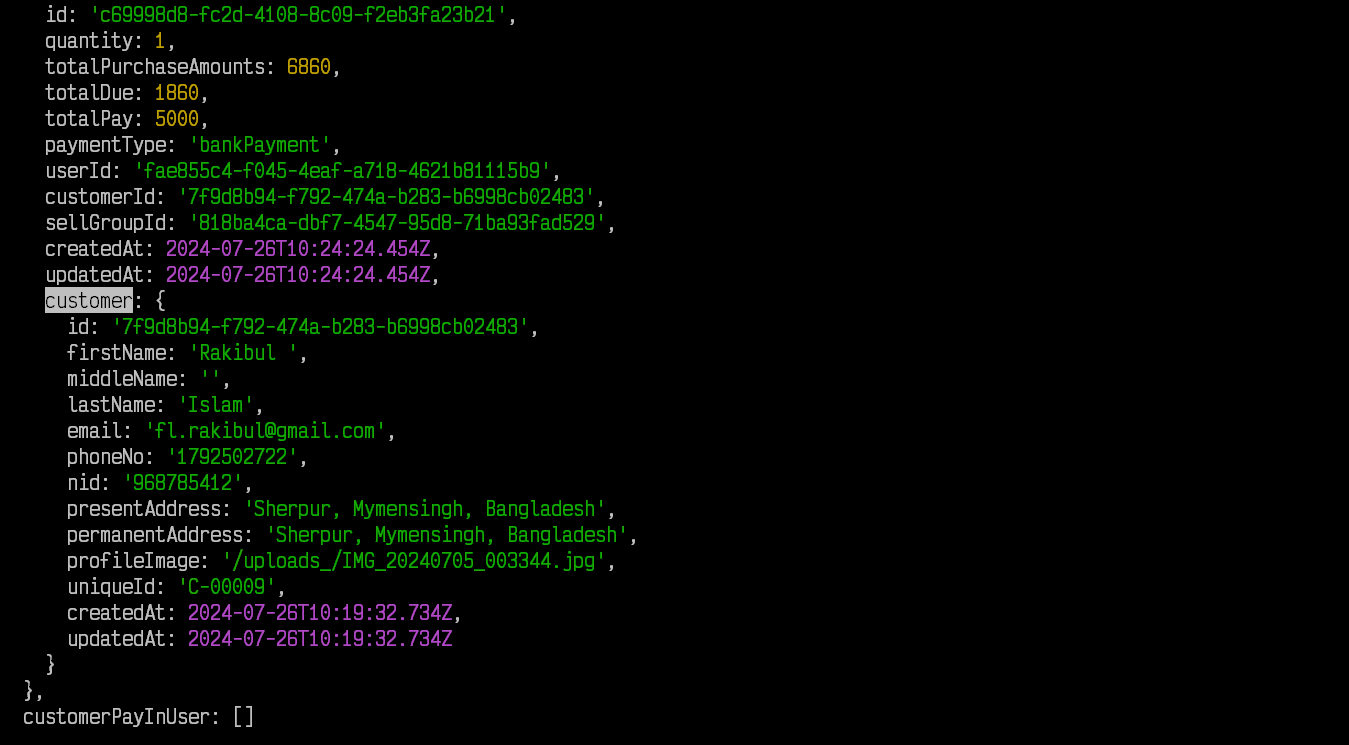 id: 'c69998d8-fc2d-4108-8c09-f2eb3fa23b21',
quantity: 1,
totalPurchaseAmounts: 6860,
totalDue: 1860,
totalPay: 5000,
paymentType: 'bankPayment',
userId: 'fae855c4-f045-4eaf-a718-4621b81115b9',
customerId: '7f9d8b94-f792-474a-b283-b6998cb02483',
sellGroupId: '818ba4ca-dbf7-4547-95d8-71ba93fad529',
createdAt: 2024-07-26T10:24:24.454Z,
updatedAt: 2024-07-26T10:24:24.454Z,
customer: {
id: '7f9d8b94-f792-474a-b283-b6998cb02483',
firstName: 'Rakibul ',
middleName: '',
lastName: 'Islam',
email: 'fl.rakibul@gmail.com',
phoneNo: '1792502722',
nid: '968785412',
presentAddress: 'Sherpur, Mymensingh, Bangladesh',
permanentAddress: 'Sherpur, Mymensingh, Bangladesh',
profileImage: '/uploads_/IMG_20240705_003344.jpg',
uniqueId: 'C-00009',
createdAt: 2024-07-26T10:19:32.734Z,
updatedAt: 2024-07-26T10:19:32.734Z
}
},
customerPayInUser: []